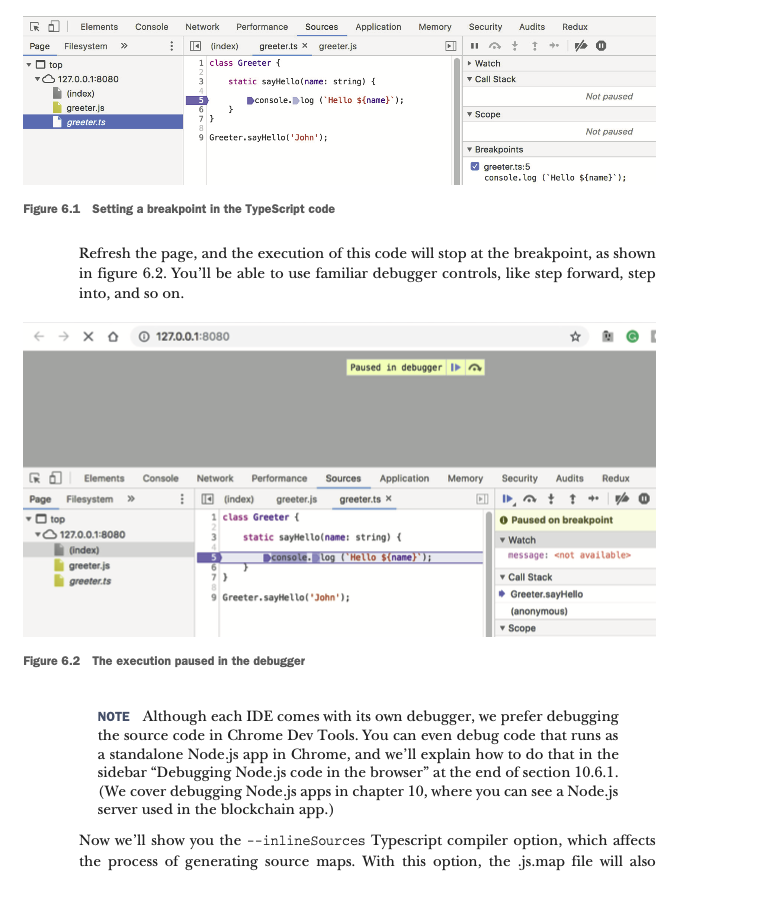 Elements Console Network Performance Sources Application Memory Security Audits Redux
Page Filesystem » (index) greeter.ts × greeter.js
top
127.0.0.1:8080
(index)
greeter.js
greeter.ts
1 class Greeter {
2
3 static sayHello(name: string) {
4
5 console.log (`Hello ${name}`);
6 }
7 }
8
9 Greeter.sayHello('John');
Watch
Call Stack
Not paused
Scope
Not paused
Breakpoints
greeter.ts:5
console.log (`Hello ${name}`);
Figure 6.1 Setting a breakpoint in the TypeScript code
Refresh the page, and the execution of this code will stop at the breakpoint, as shown
in figure 6.2. You’ll be able to use familiar debugger controls, like step forward, step
into, and so on.
127.0.0.1:8080
Paused in debugger
Elements Console Network Performance Sources Application Memory Security Audits Redux
Page Filesystem » (index) greeter.js greeter.ts ×
top
127.0.0.1:8080
(index)
greeter.js
greeter.ts
1 class Greeter {
2
3 static sayHello(name: string) {
4
5 console.log (`Hello ${name}`);
6 }
7 }
8
9 Greeter.sayHello('John');
Paused on breakpoint
Watch
message: <not available>
Call Stack
Greeter.sayHello
(anonymous)
Scope
Figure 6.2 The execution paused in the debugger
NOTE Although each IDE comes with its own debugger, we prefer debugging
the source code in Chrome Dev Tools. You can even debug code that runs as
a standalone Node.js app in Chrome, and we’ll explain how to do that in the
sidebar “Debugging Node.js code in the browser” at the end of section 10.6.1.
(We cover debugging Node.js apps in chapter 10, where you can see a Node.js
server used in the blockchain app.)
Now we’ll show you the --inlineSources Typescript compiler option, which affects
the process of generating source maps. With this option, the .js.map file will also